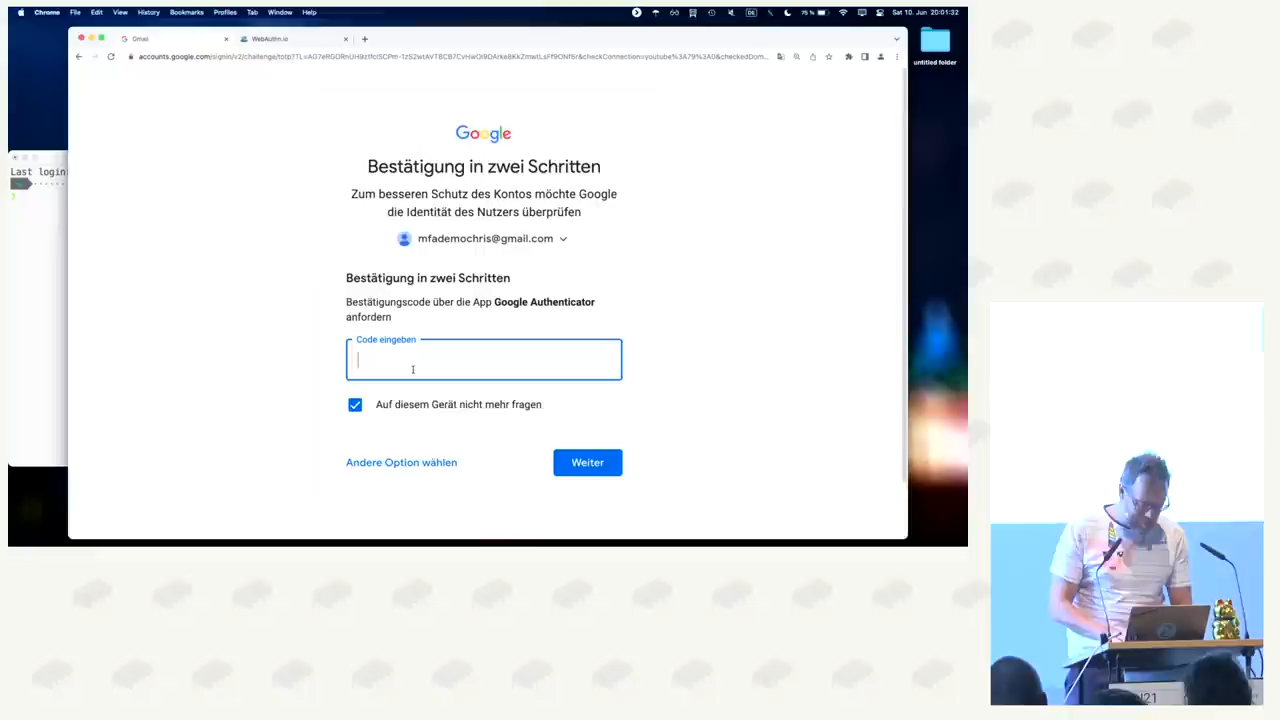 Chrome File Edit View History Bookmarks Profiles Tab Window Help
DE 75 % Sat 10. Jun 20:01:32
Gmail
WebAuthn.io
untitled folder
Last login:
Google
Bestätigung in zwei Schritten
Zum besseren Schutz des Kontos möchte Google
die Identität des Nutzers überprüfen
mfademochris@gmail.com
Bestätigung in zwei Schritten
Bestätigungscode über die App Google Authenticator
anfordern
Code eingeben
Auf diesem Gerät nicht mehr fragen
Andere Option wählen
Weiter